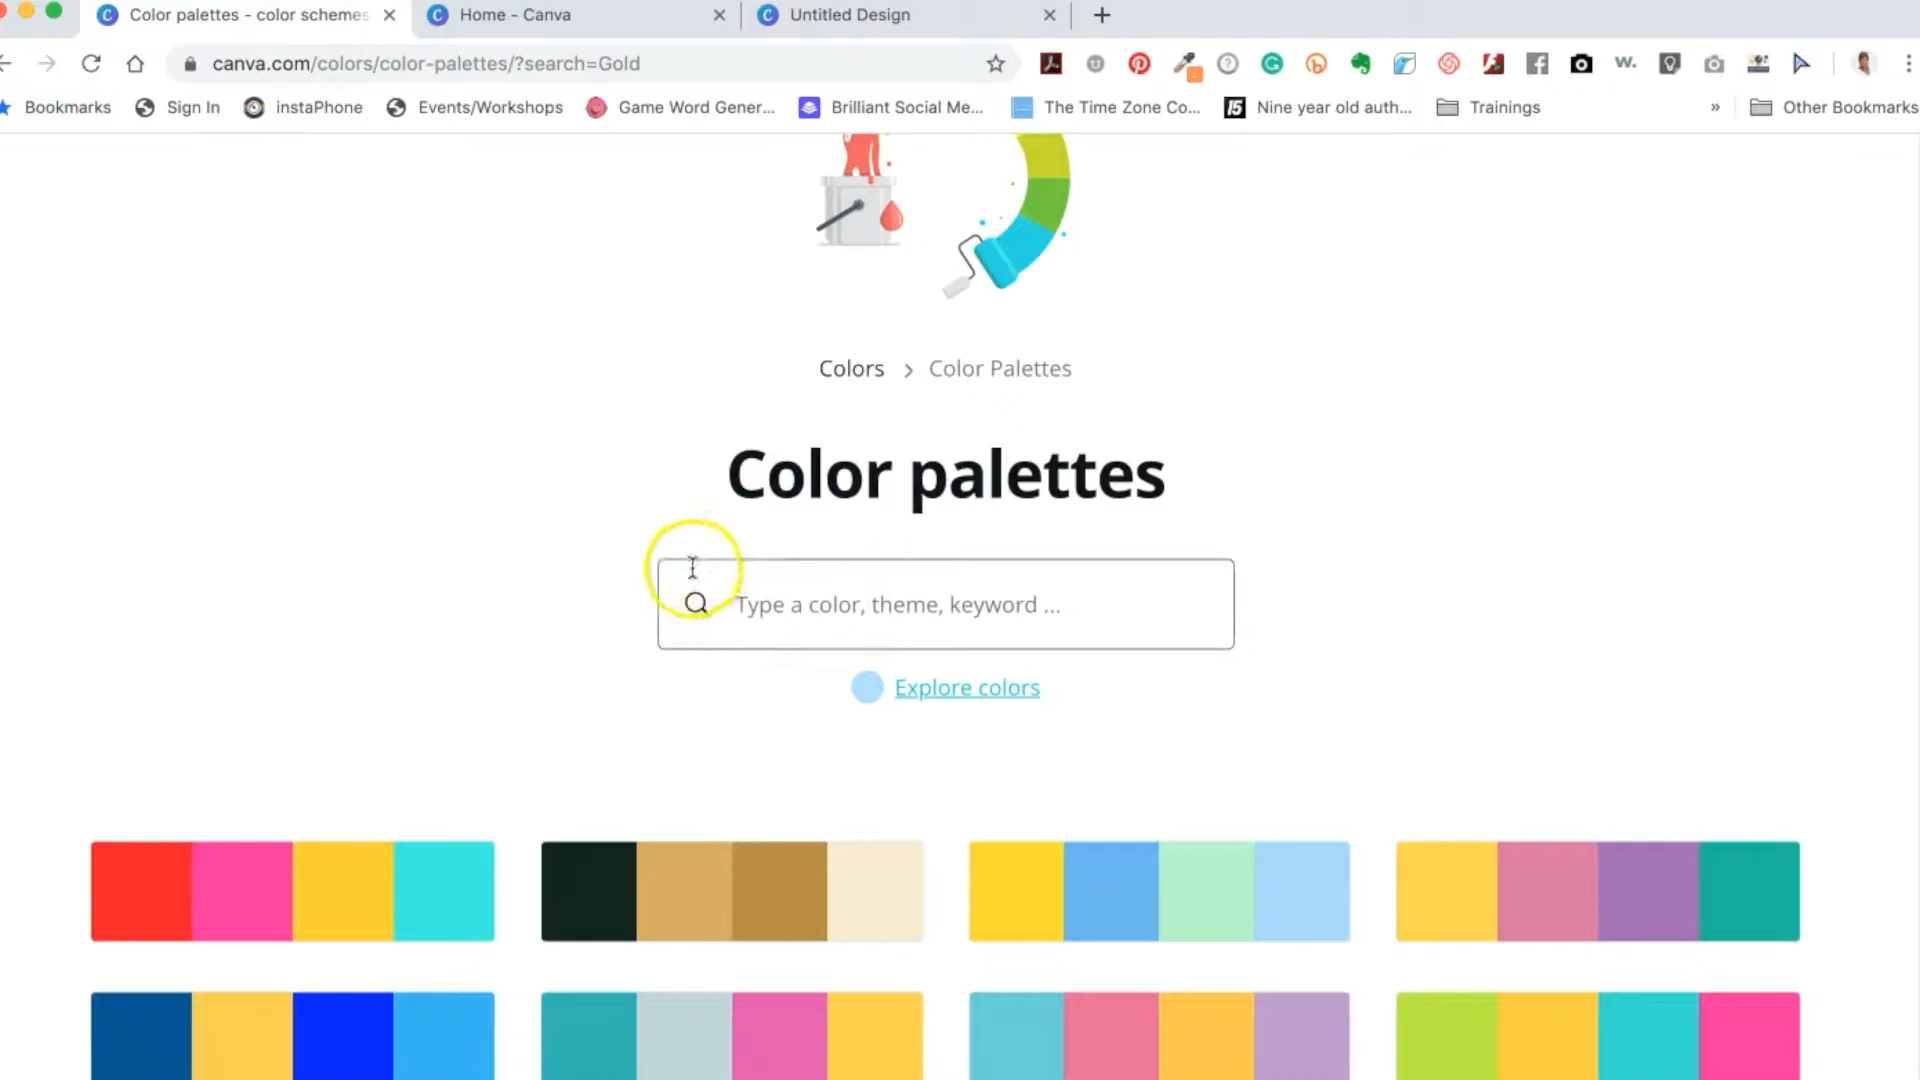 Color palettes - color schemes
Home - Canva
Untitled Design
canva.com/colors/color-palettes/?search=Gold
Bookmarks
Sign In
instaPhone
Events/Workshops
Game Word Gener...
Brilliant Social Me...
The Time Zone Co...
15
Nine year old auth...
Trainings
»
Other Bookmarks
Colors > Color Palettes
Color palettes
Type a color, theme, keyword ...
Explore colors